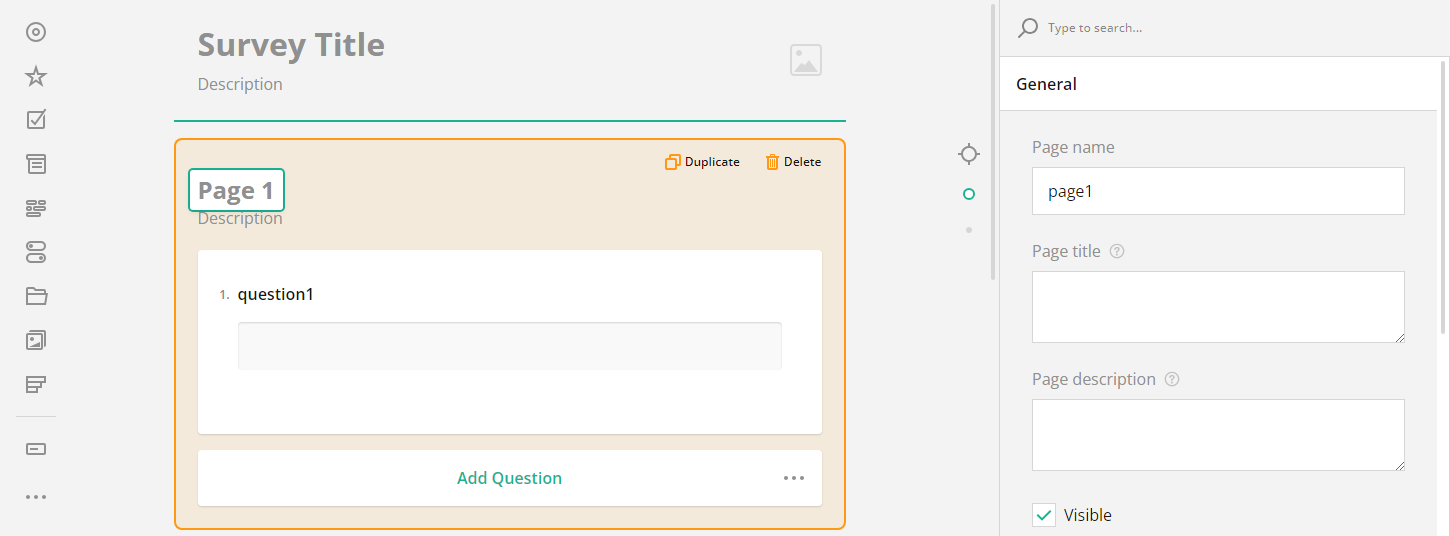 Survey Title
Description
Duplicate
Delete
Page 1
Description
1. question1
Add Question
Type to search...
General
Page name
page1
Page title
Page description
Visible